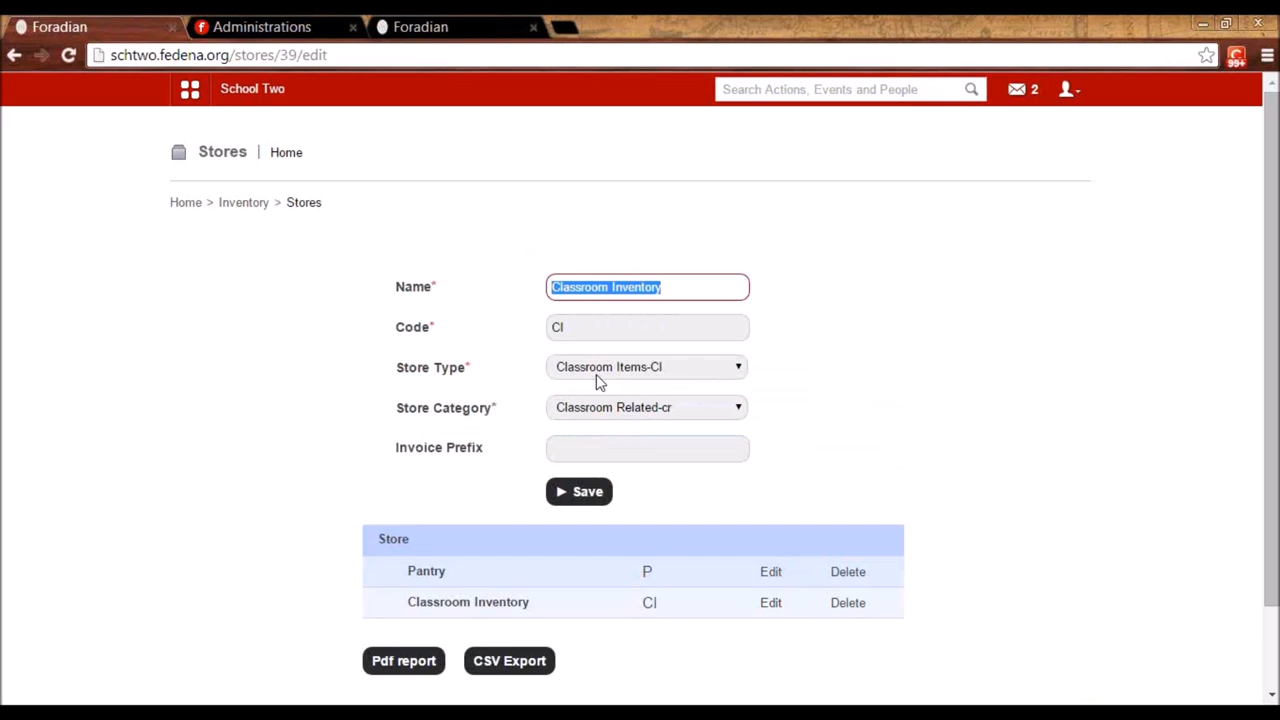 Foradian
Administrations
Foradian
schtwo.fedena.org/stores/39/edit
99+
School Two
Search Actions, Events and People
2
Stores | Home
Home > Inventory > Stores
Name* Classroom Inventory
Code* CI
Store Type* Classroom Items-CI
Store Category* Classroom Related-cr
Invoice Prefix
Save
Store
Pantry P Edit Delete
Classroom Inventory CI Edit Delete
Pdf report CSV Export